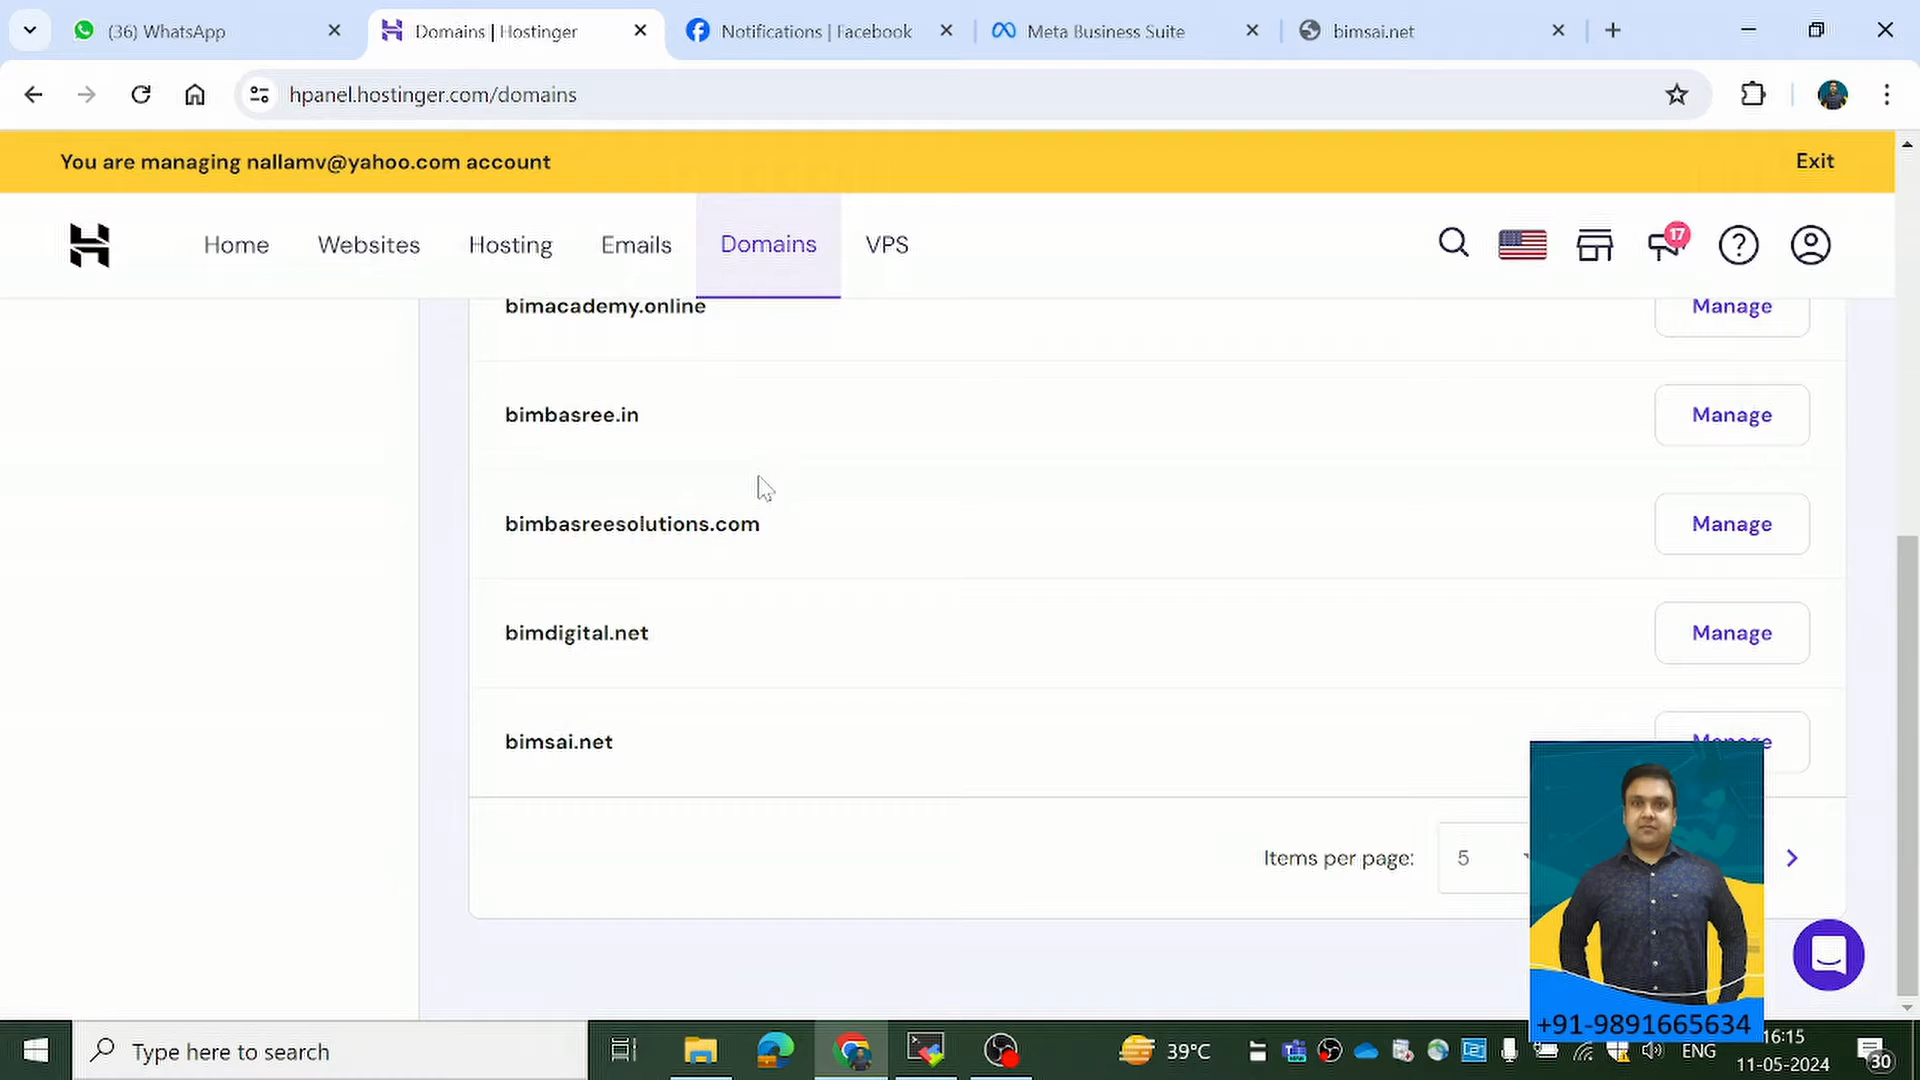 (36) WhatsApp
Domains | Hostinger
Notifications | Facebook
Meta Business Suite
bimsai.net
hpanel.hostinger.com/domains
You are managing nallamv@yahoo.com account
Exit
Home
Websites
Hosting
Emails
Domains
VPS
17
bimacademy.online
Manage
bimbasree.in
Manage
bimbasreesolutions.com
Manage
bimdigital.net
Manage
bimsai.net
Manage
Items per page:
5
+91-9891665634
Type here to search
39°C
ENG
16:15
11-05-2024
30